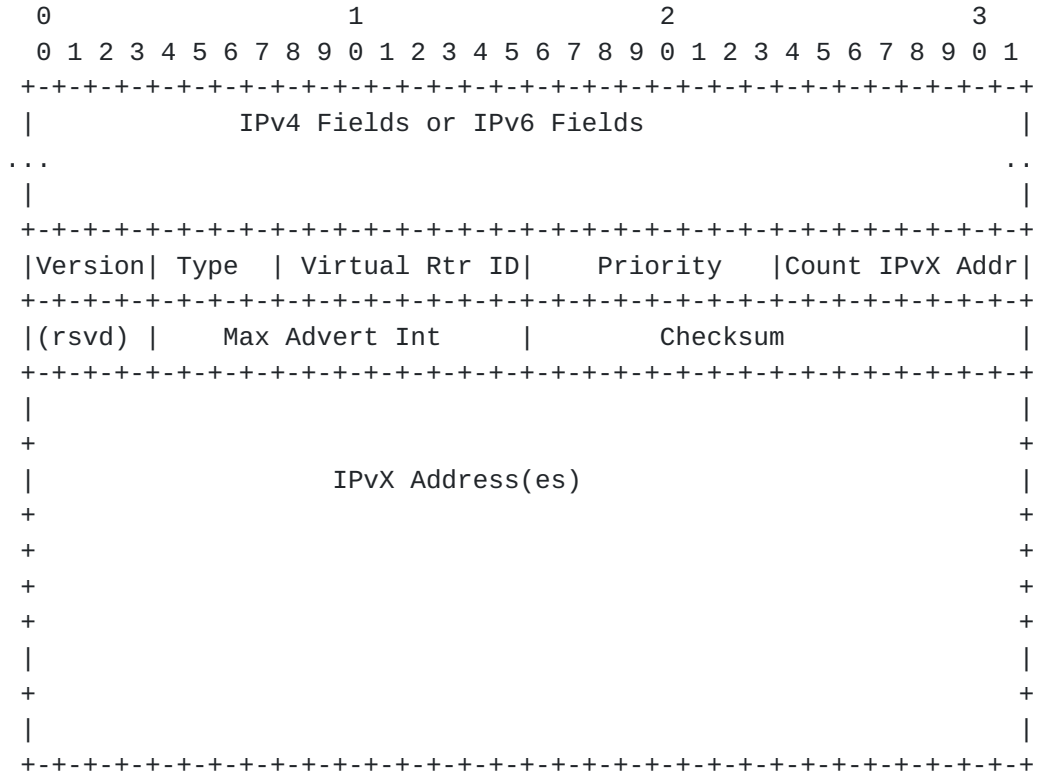 0                   1                   2                   3
  0 1 2 3 4 5 6 7 8 9 0 1 2 3 4 5 6 7 8 9 0 1 2 3 4 5 6 7 8 9 0 1
 +-+-+-+-+-+-+-+-+-+-+-+-+-+-+-+-+-+-+-+-+-+-+-+-+-+-+-+-+-+-+-+-+
 |             IPv4 Fields or IPv6 Fields                        |
...                                                             ..
 |                                                               |
 +-+-+-+-+-+-+-+-+-+-+-+-+-+-+-+-+-+-+-+-+-+-+-+-+-+-+-+-+-+-+-+-+
 |Version| Type  | Virtual Rtr ID|    Priority   |Count IPvX Addr|
 +-+-+-+-+-+-+-+-+-+-+-+-+-+-+-+-+-+-+-+-+-+-+-+-+-+-+-+-+-+-+-+-+
 |(rsvd) |    Max Advert Int     |        Checksum               |
 +-+-+-+-+-+-+-+-+-+-+-+-+-+-+-+-+-+-+-+-+-+-+-+-+-+-+-+-+-+-+-+-+
 |                                                               |
 +                                                               +
 |                   IPvX Address(es)                            |
 +                                                               +
 +                                                               +
 +                                                               +
 +                                                               +
 |                                                               |
 +                                                               +
 |                                                               |
 +-+-+-+-+-+-+-+-+-+-+-+-+-+-+-+-+-+-+-+-+-+-+-+-+-+-+-+-+-+-+-+-+